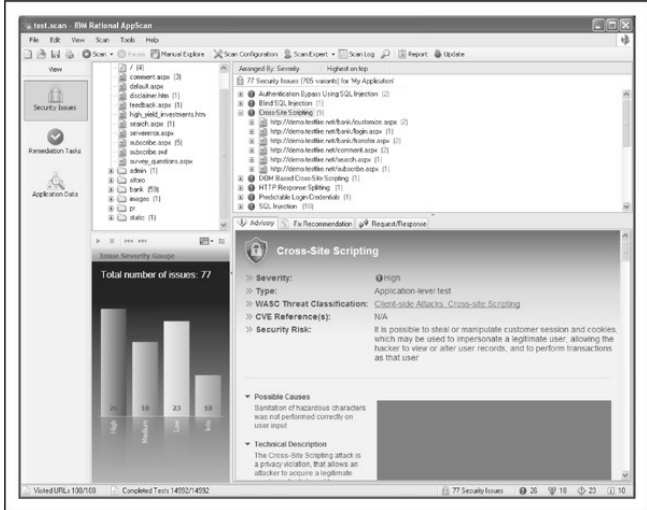 test.scan - IBM Rational AppScan
File Edit View Scan Tools Help
Scan Pause Manual Explore Scan Configuration Scan Expert Scan Log Report Update
View
Security Issues
Remediation Tasks
Application Data
/ (4)
comment.aspx (3)
default.aspx
disclaimer.htm (1)
feedback.aspx (1)
high_yield_investments.htm
search.aspx (1)
servererror.aspx
subscribe.aspx (5)
subscribe.swf
survey_questions.aspx
admin (1)
altoro
bank (59)
images (1)
pr
static (1)
Arranged By: Severity Highest on top
77 Security Issues (705 variants) for 'My Application'
Authentication Bypass Using SQL Injection (2)
Blind SQL Injection (1)
Cross-Site Scripting (9)
http://demo.testfire.net/bank/customize.aspx (2)
http://demo.testfire.net/bank/login.aspx (1)
http://demo.testfire.net/bank/transfer.aspx (2)
http://demo.testfire.net/comment.aspx (2)
http://demo.testfire.net/search.aspx (1)
http://demo.testfire.net/subscribe.aspx (1)
DOM Based Cross-Site Scripting (1)
HTTP Response Splitting (1)
Predictable Login Credentials (1)
SQL Injection (10)
Issue Severity Gauge
Total number of issues: 77
26 18 23 10
High Medium Low Info
Advisory Fix Recommendation Request/Response
Cross-Site Scripting
Severity: High
Type: Application-level test
WASC Threat Classification: Client-side Attacks: Cross-site Scripting
CVE Reference(s): N/A
Security Risk: It is possible to steal or manipulate customer session and cookies,
which may be used to impersonate a legitimate user, allowing the
hacker to view or alter user records, and to perform transactions
as that user
Possible Causes
Sanitation of hazardous characters
was not performed correctly on
user input
Technical Description
The Cross-Site Scripting attack is
a privacy violation, that allows an
attacker to acquire a legitimate
Visited URLs 108/108 Completed Tests 14992/14992 77 Security Issues 26 18 23 10